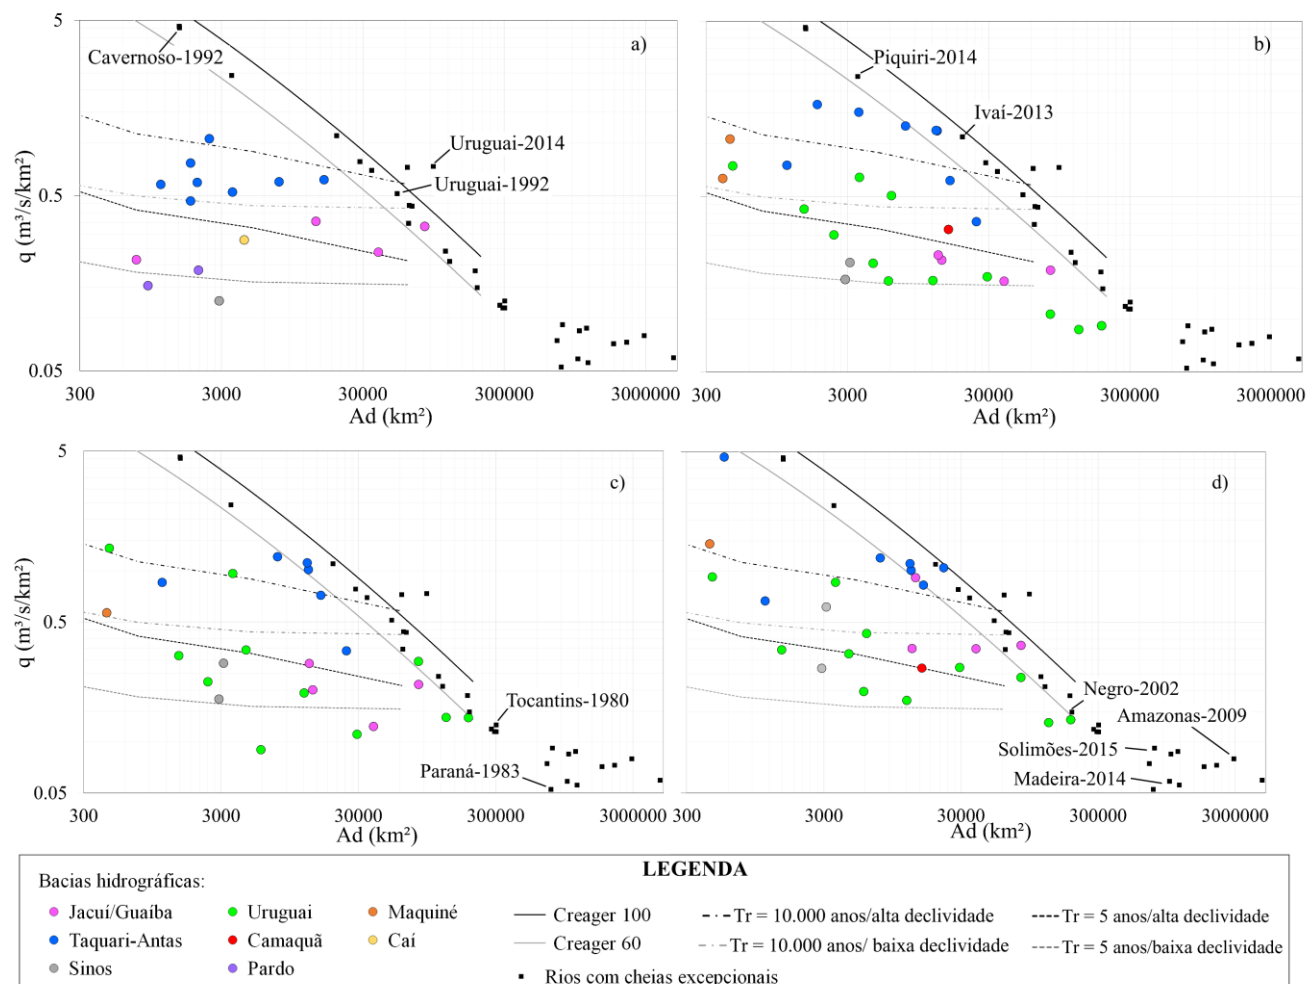 5
0.5
0.05
q (m³/s/km²)
a)
Cavernoso-1992
Uruguai-2014
Uruguai-1992
300
3000
30000
300000
3000000
Ad (km²)
b)
Piquiri-2014
Ivaí-2013
300
3000
30000
300000
3000000
Ad (km²)
5
0.5
0.05
q (m³/s/km²)
c)
Tocantins-1980
Paraná-1983
300
3000
30000
300000
3000000
Ad (km²)
d)
Negro-2002
Amazonas-2009
Solimões-2015
Madeira-2014
300
3000
30000
300000
3000000
Ad (km²)
LEGENDA
Bacias hidrográficas:
Jacuí/Guaíba
Uruguai
Maquiné
Taquari-Antas
Camaquã
Caí
Sinos
Pardo
Creager 100
Creager 60
Rios com cheias excepcionais
Tr = 10.000 anos/alta declividade
Tr = 10.000 anos/ baixa declividade
Tr = 5 anos/alta declividade
Tr = 5 anos/baixa declividade